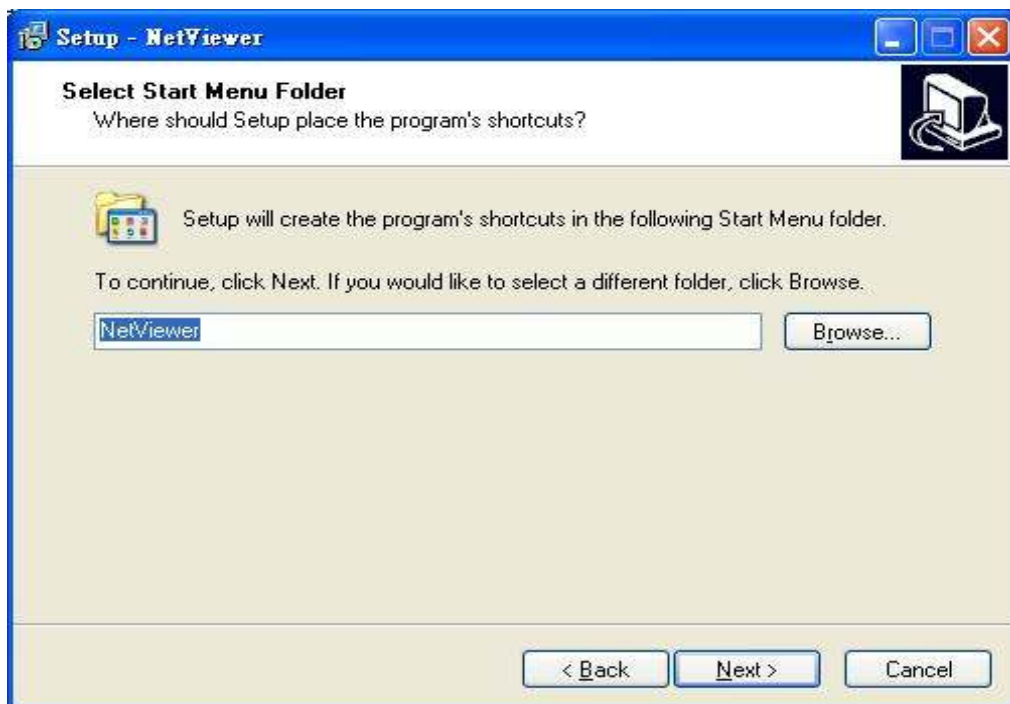 Setup - NetViewer
Select Start Menu Folder
Where should Setup place the program's shortcuts?
Setup will create the program's shortcuts in the following Start Menu folder.
To continue, click Next. If you would like to select a different folder, click Browse.
NetViewer
Browse...
< Back
Next >
Cancel